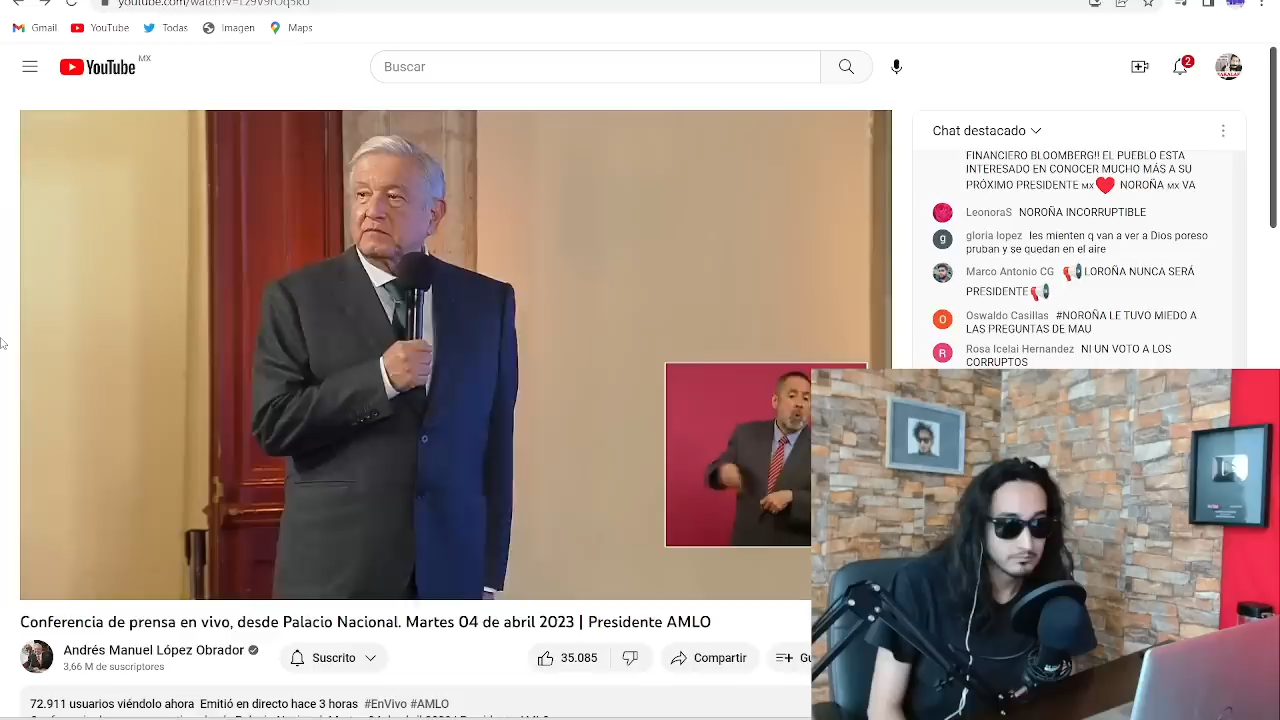 youtube.com/watch?v=Lz9V9rOq5k0
Gmail
YouTube
Todas
Imagen
Maps
YouTube MX
Buscar
2
Chat destacado
FINANCIERO BLOOMBERG!! EL PUEBLO ESTA
INTERESADO EN CONOCER MUCHO MÁS A SU
PRÓXIMO PRESIDENTE MX NOROÑA MX VA
LeonoraS NOROÑA INCORRUPTIBLE
g
gloria lopez les mienten q van a ver a Dios poreso
pruban y se quedan en el aire
Marco Antonio CG LOROÑA NUNCA SERÁ
PRESIDENTE
O
Oswaldo Casillas #NOROÑA LE TUVO MIEDO A
LAS PREGUNTAS DE MAU
R
Rosa Icelai Hernandez NI UN VOTO A LOS
CORRUPTOS
Conferencia de prensa en vivo, desde Palacio Nacional. Martes 04 de abril 2023 | Presidente AMLO
Andrés Manuel López Obrador
3,66 M de suscriptores
Suscrito
35.085
Compartir
Gu
72.911 usuarios viéndolo ahora Emitió en directo hace 3 horas #EnVivo #AMLO